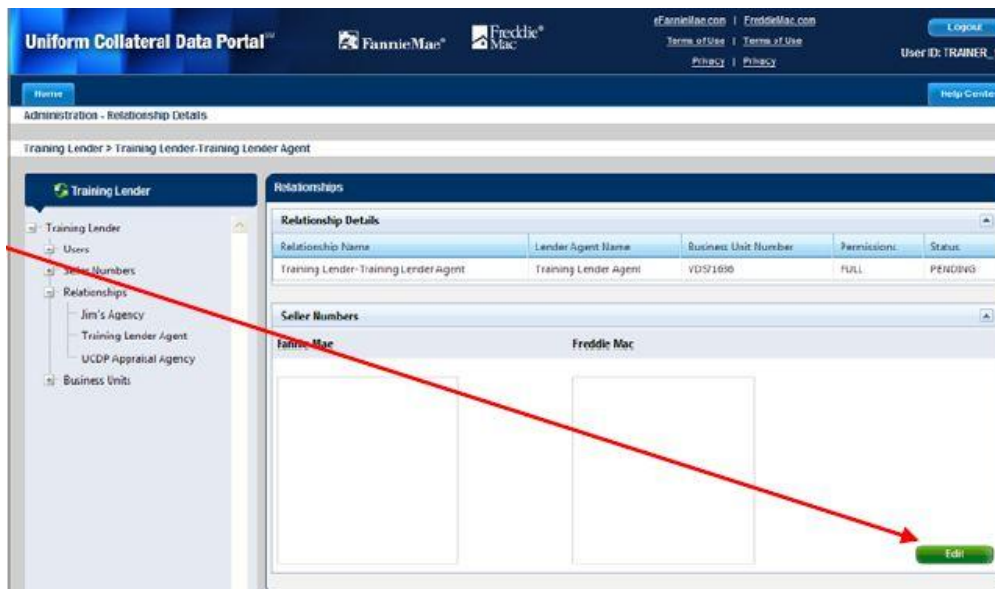 Uniform Collateral Data Portal℠
FannieMae®
Freddie Mac®
eFannieMae.com | FreddieMac.com
Terms of Use | Terms of Use
Privacy | Privacy
Logout
User ID: TRAINER_
Home
Help Cente
Administration - Relationship Details
Training Lender > Training Lender-Training Lender Agent
Training Lender
Training Lender
Users
Seller Numbers
Relationships
Jim's Agency
Training Lender Agent
UCDP Appraisal Agency
Business Units
Relationships
Relationship Details
Relationship Name Lender Agent Name Business Unit Number Permissions Status
Training Lender-Training Lender Agent Training Lender Agent FULL PENDING
Seller Numbers
Fannie Mae Freddie Mac
Edit